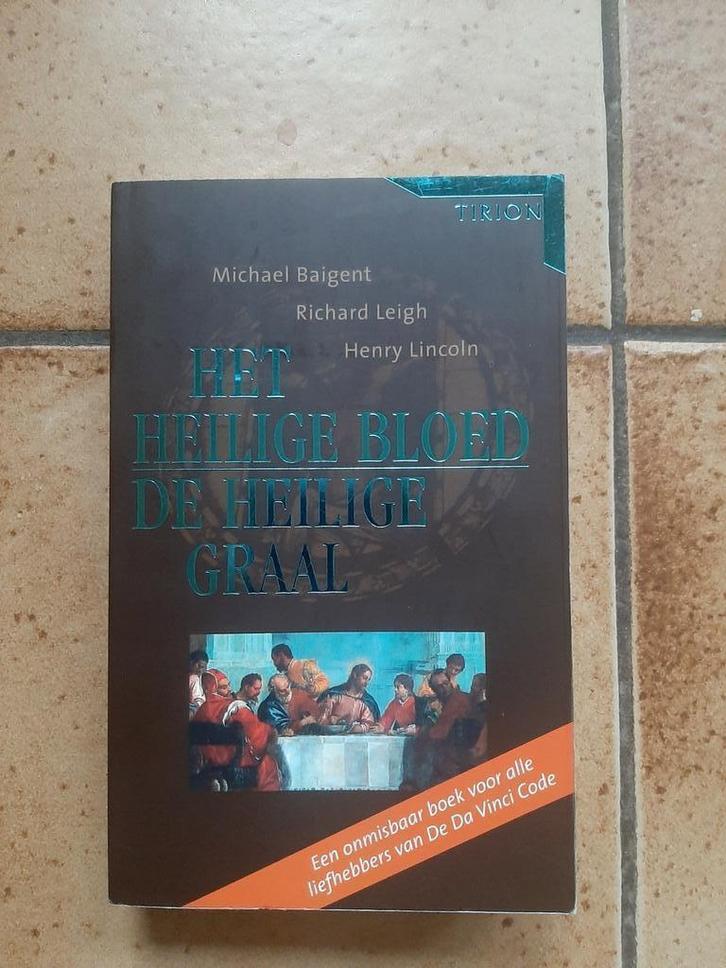 TIRION
Michael Baigent
Richard Leigh
Henry Lincoln
HET
HEILIGE BLOED
DE HEILIGE
GRAAL
Een onmisbaar boek voor alle
liefhebbers van De Da Vinci Code